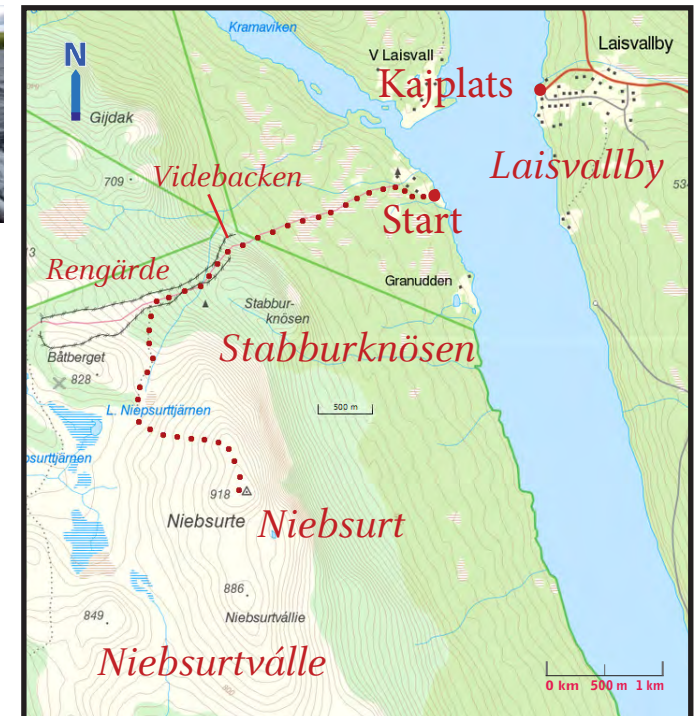 Kramaviken
N
V Laisvall
Laisvallby
Kajplats
Gijdak
Videbacken
Laisvallby
709
Start
Rengärde
Granudden
Stabbur-
knösen
Stabburknösen
Båtberget
828
500 m
L. Niepsurttjärnen
osurttjärnen
918
Niebsurte
Niebsurt
886
849
Niebsurtvállie
Niebsurtválle
0 km 500 m 1 km